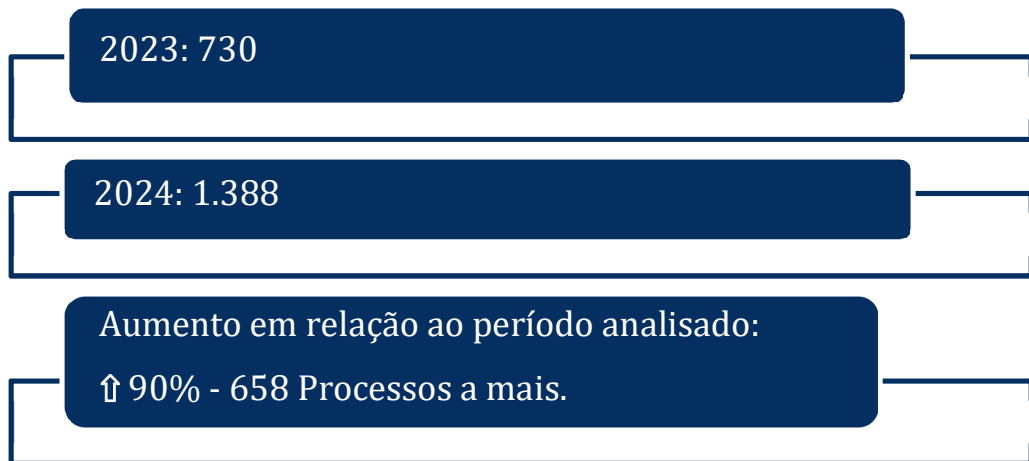 2023: 730
2024: 1.388
Aumento em relação ao período analisado:
⇧ 90% - 658 Processos a mais.